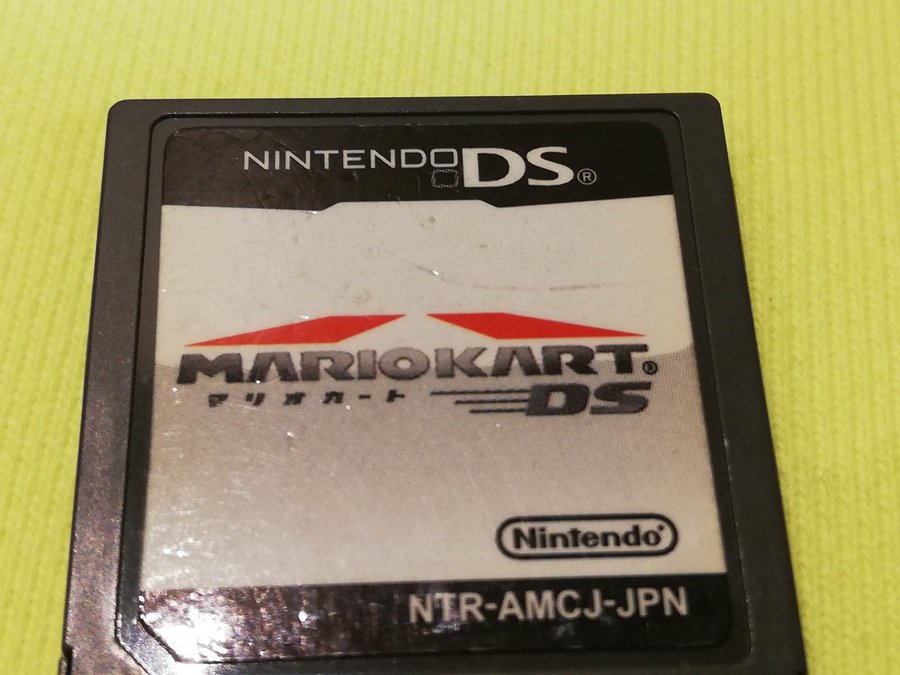 NINTENDO DS®
MARIOKART®
マリオカート DS
Nintendo®
NTR-AMCJ-JPN